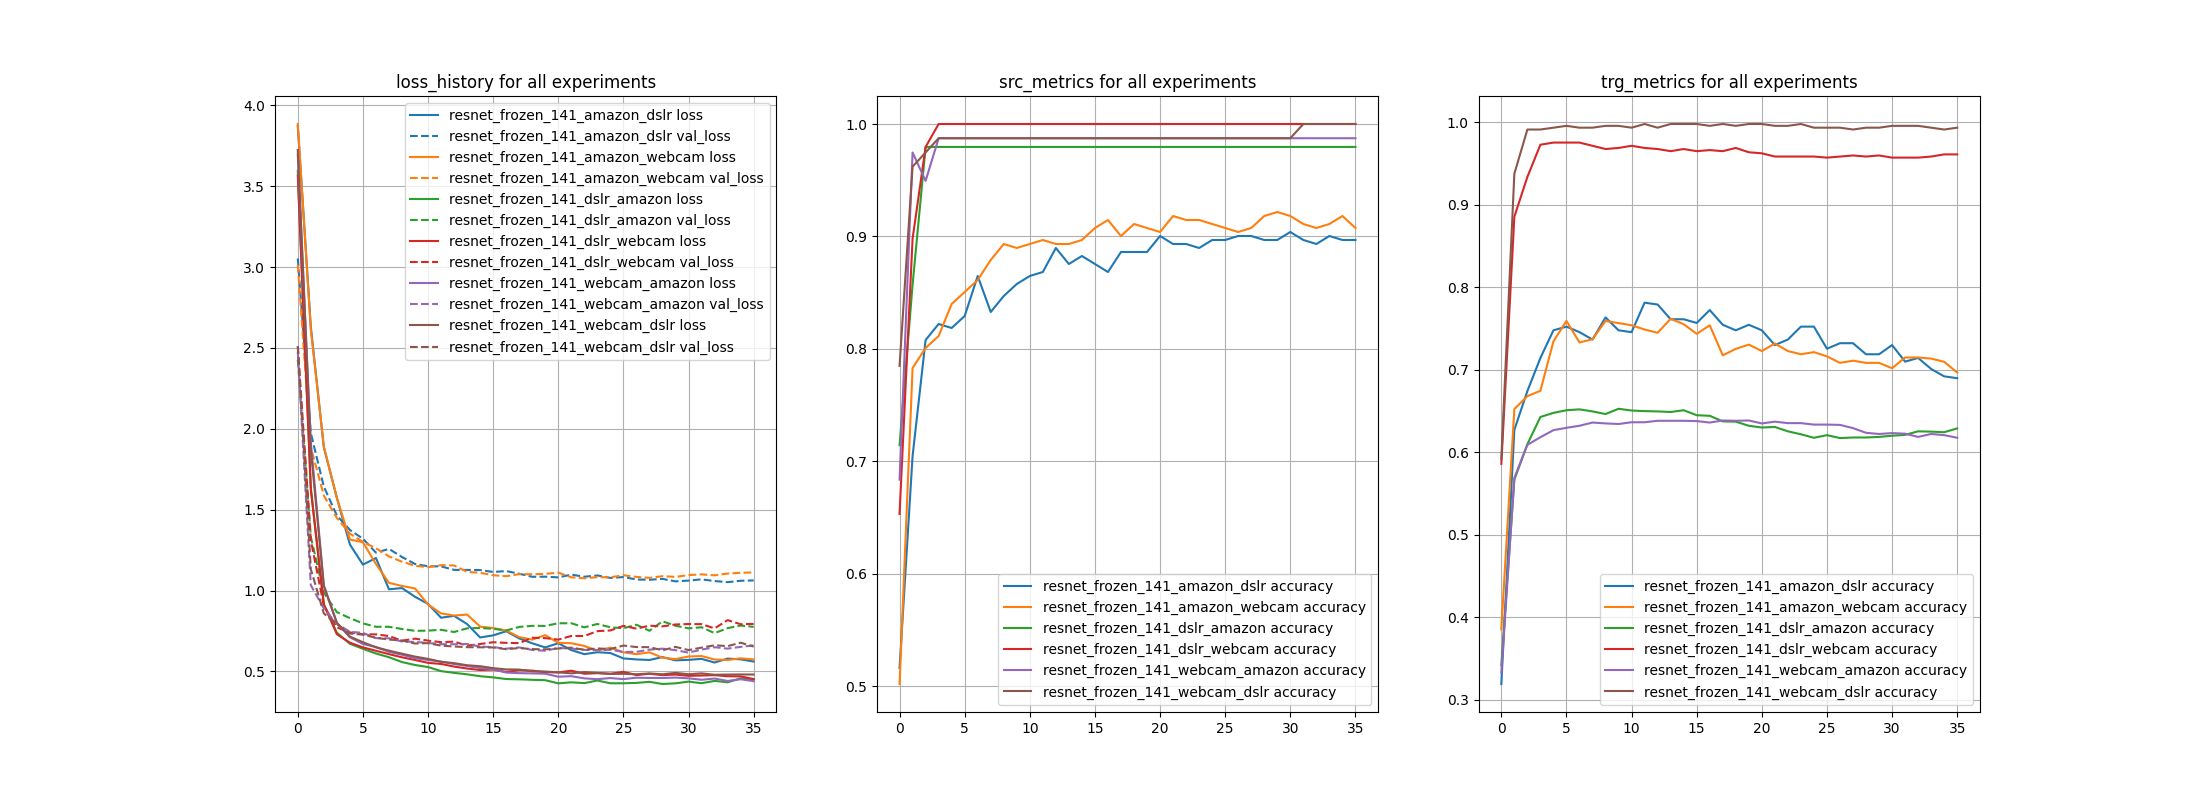 loss_history for all experiments
4.0
3.5
3.0
2.5
2.0
1.5
1.0
0.5
0 5 10 15 20 25 30 35
resnet_frozen_141_amazon_dslr loss
resnet_frozen_141_amazon_dslr val_loss
resnet_frozen_141_amazon_webcam loss
resnet_frozen_141_amazon_webcam val_loss
resnet_frozen_141_dslr_amazon loss
resnet_frozen_141_dslr_amazon val_loss
resnet_frozen_141_dslr_webcam loss
resnet_frozen_141_dslr_webcam val_loss
resnet_frozen_141_webcam_amazon loss
resnet_frozen_141_webcam_amazon val_loss
resnet_frozen_141_webcam_dslr loss
resnet_frozen_141_webcam_dslr val_loss
src_metrics for all experiments
1.0
0.9
0.8
0.7
0.6
0.5
0 5 10 15 20 25 30 35
resnet_frozen_141_amazon_dslr accuracy
resnet_frozen_141_amazon_webcam accuracy
resnet_frozen_141_dslr_amazon accuracy
resnet_frozen_141_dslr_webcam accuracy
resnet_frozen_141_webcam_amazon accuracy
resnet_frozen_141_webcam_dslr accuracy
trg_metrics for all experiments
1.0
0.9
0.8
0.7
0.6
0.5
0.4
0.3
0 5 10 15 20 25 30 35
resnet_frozen_141_amazon_dslr accuracy
resnet_frozen_141_amazon_webcam accuracy
resnet_frozen_141_dslr_amazon accuracy
resnet_frozen_141_dslr_webcam accuracy
resnet_frozen_141_webcam_amazon accuracy
resnet_frozen_141_webcam_dslr accuracy